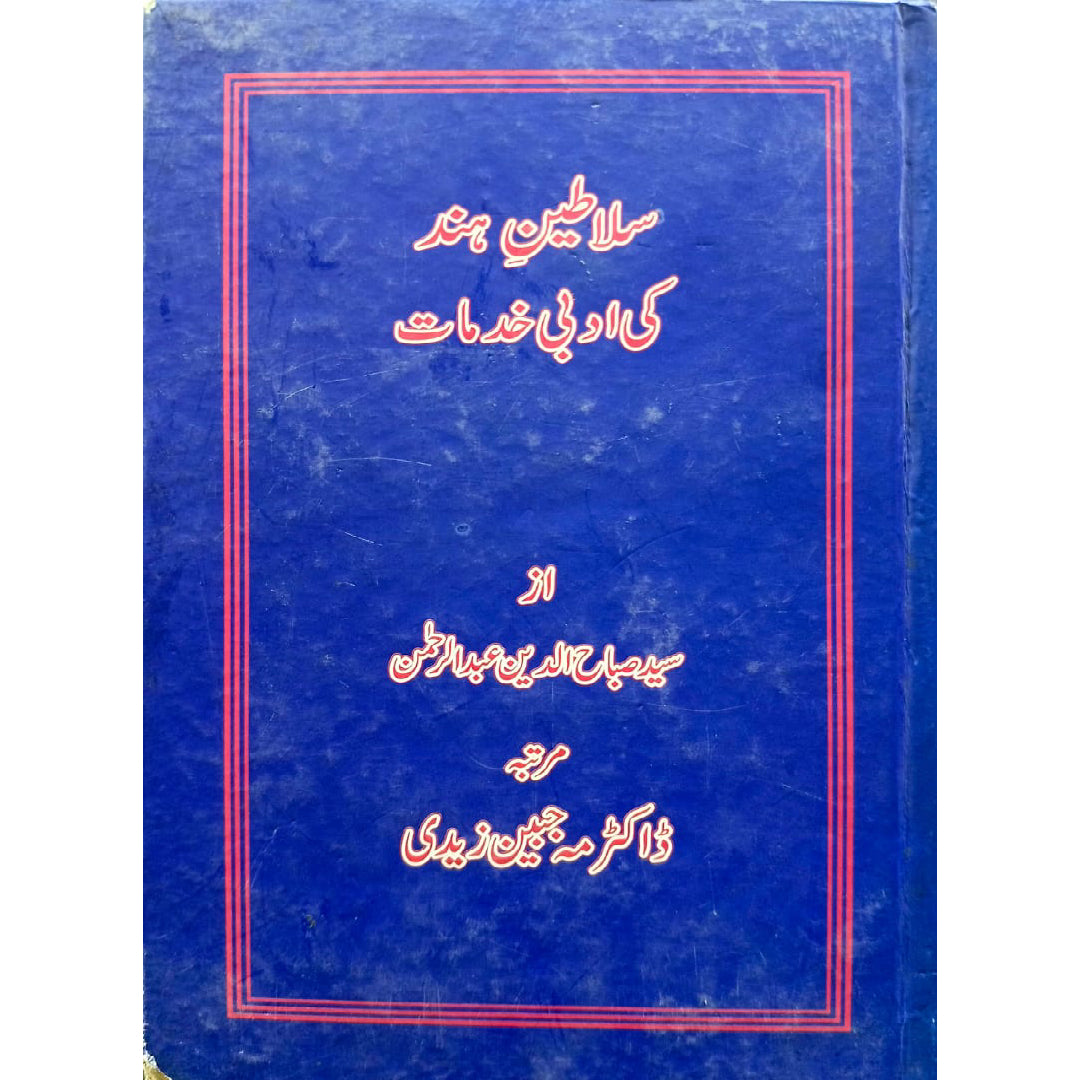 سلاطینِ ہند
کی ادبی خدمات
از
سید صباح الدین عبدالرحمٰن
مرتبہ
ڈاکٹر مہ جبین زیدی